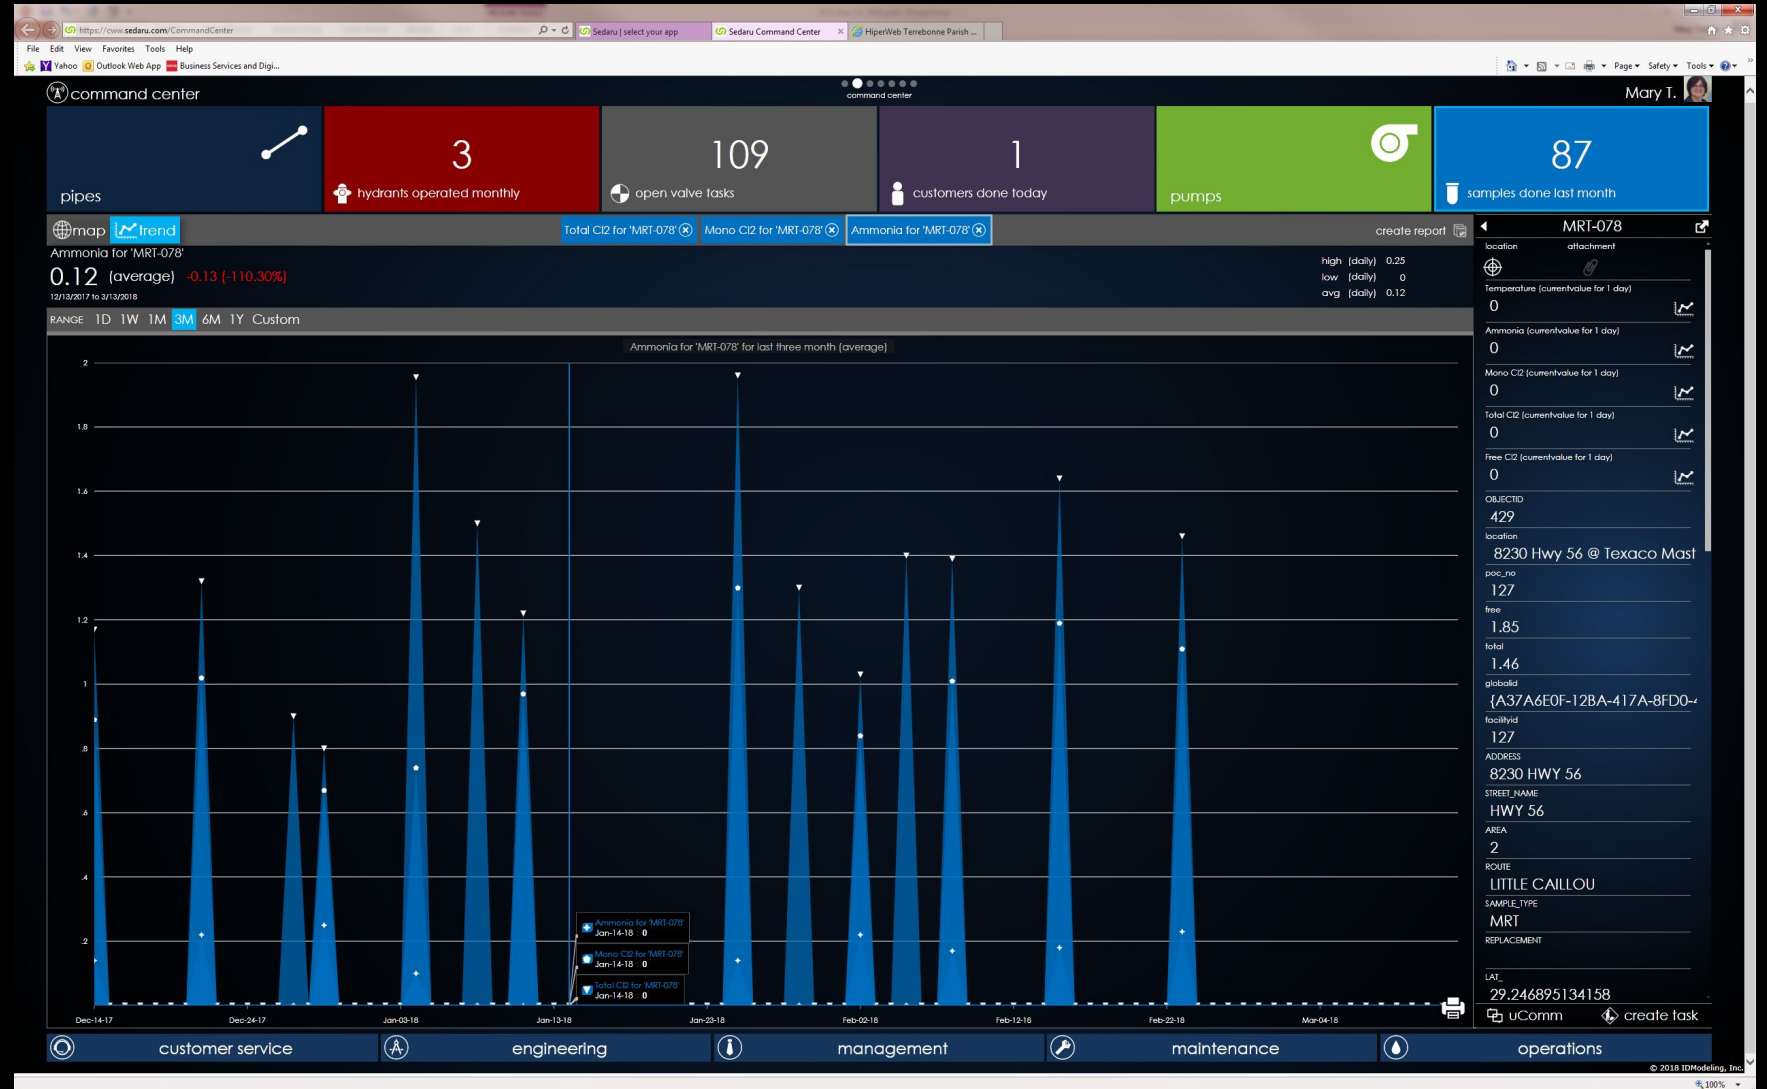 https://cww.sedaru.com/CommandCenter
Sedaru | select your app
Sedaru Command Center
HiperWeb Terrebonne Parish ...
File Edit View Favorites Tools Help
Yahoo Outlook Web App Business Services and Digi...
Page Safety Tools
command center
command center
Mary T.
pipes
3
hydrants operated monthly
109
open valve tasks
1
customers done today
pumps
87
samples done last month
map trend
Total Cl2 for 'MRT-078' Mono Cl2 for 'MRT-078' Ammonia for 'MRT-078'
create report
Ammonia for 'MRT-078'
0.12 (average) -0.13 (-110.30%)
12/13/2017 to 3/13/2018
high (daily) 0.25
low (daily) 0
avg (daily) 0.12
RANGE 1D 1W 1M 3M 6M 1Y Custom
Ammonia for 'MRT-078' for last three month (average)
2
1.8
1.6
1.4
1.2
1
.8
.6
.4
.2
Ammonia for 'MRT-078'
Jan-14-18 : 0
Mono Cl2 for 'MRT-078'
Jan-14-18 : 0
Total Cl2 for 'MRT-078'
Jan-14-18 : 0
Dec-14-17 Dec-24-17 Jan-03-18 Jan-13-18 Jan-23-18 Feb-02-18 Feb-12-18 Feb-22-18 Mar-04-18
MRT-078
location attachment
Temperature (currentvalue for 1 day)
0
Ammonia (currentvalue for 1 day)
0
Mono Cl2 (currentvalue for 1 day)
0
Total Cl2 (currentvalue for 1 day)
0
Free Cl2 (currentvalue for 1 day)
0
OBJECTID
429
location
8230 Hwy 56 @ Texaco Mast
poc_no
127
free
1.85
total
1.46
globalid
{A37A6E0F-12BA-417A-8FD0-
facilityid
127
ADDRESS
8230 HWY 56
STREET_NAME
HWY 56
AREA
2
ROUTE
LITTLE CAILLOU
SAMPLE_TYPE
MRT
REPLACEMENT
LAT_
29.246895134158
uComm create task
customer service engineering management maintenance operations
© 2018 IDModeling, Inc.
100%